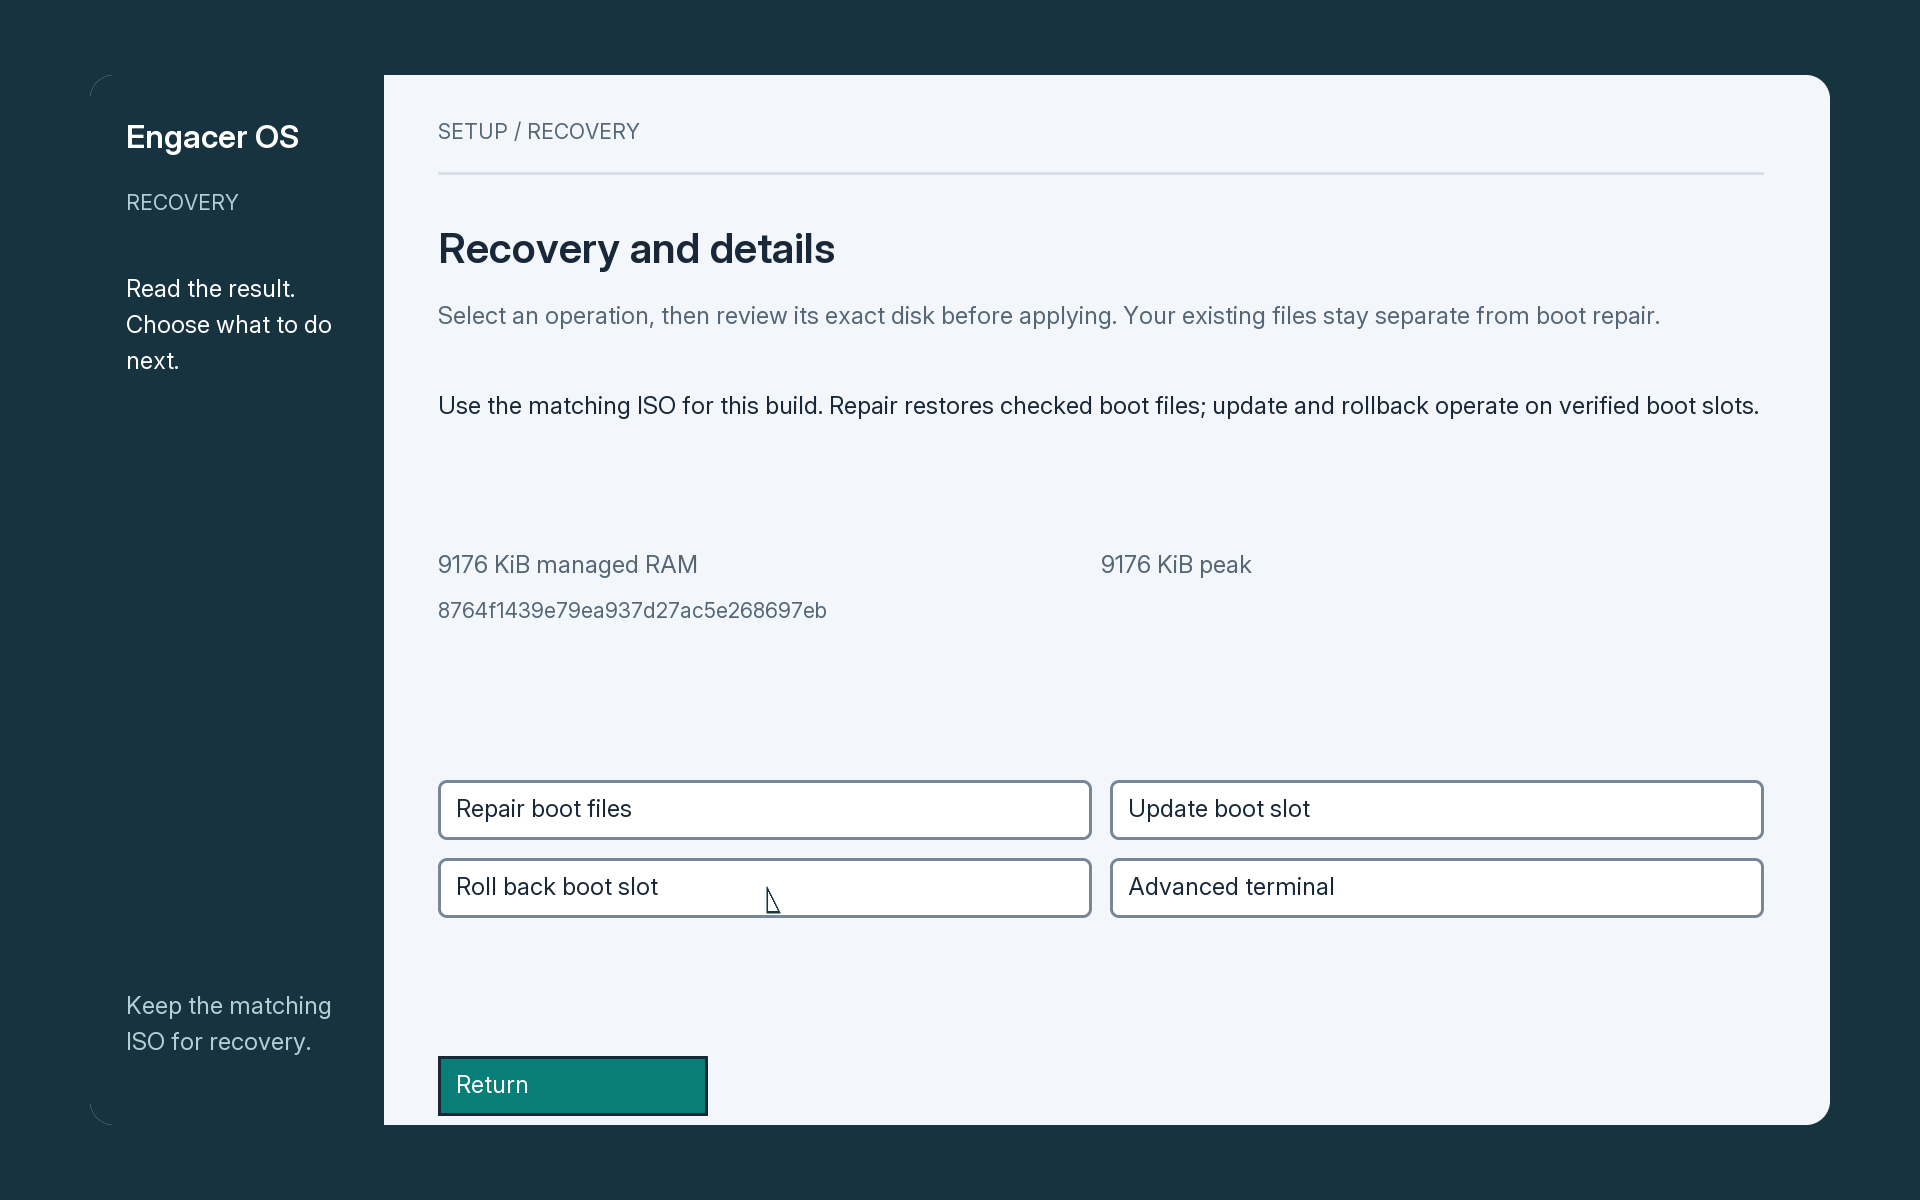 Engacer OS
RECOVERY
Read the result.
Choose what to do
next.
Keep the matching
ISO for recovery.
SETUP / RECOVERY
Recovery and details
Select an operation, then review its exact disk before applying. Your existing files stay separate from boot repair.
Use the matching ISO for this build. Repair restores checked boot files; update and rollback operate on verified boot slots.
9176 KiB managed RAM
9176 KiB peak
8764f1439e79ea937d27ac5e268697eb
Repair boot files
Update boot slot
Roll back boot slot
Advanced terminal
Return